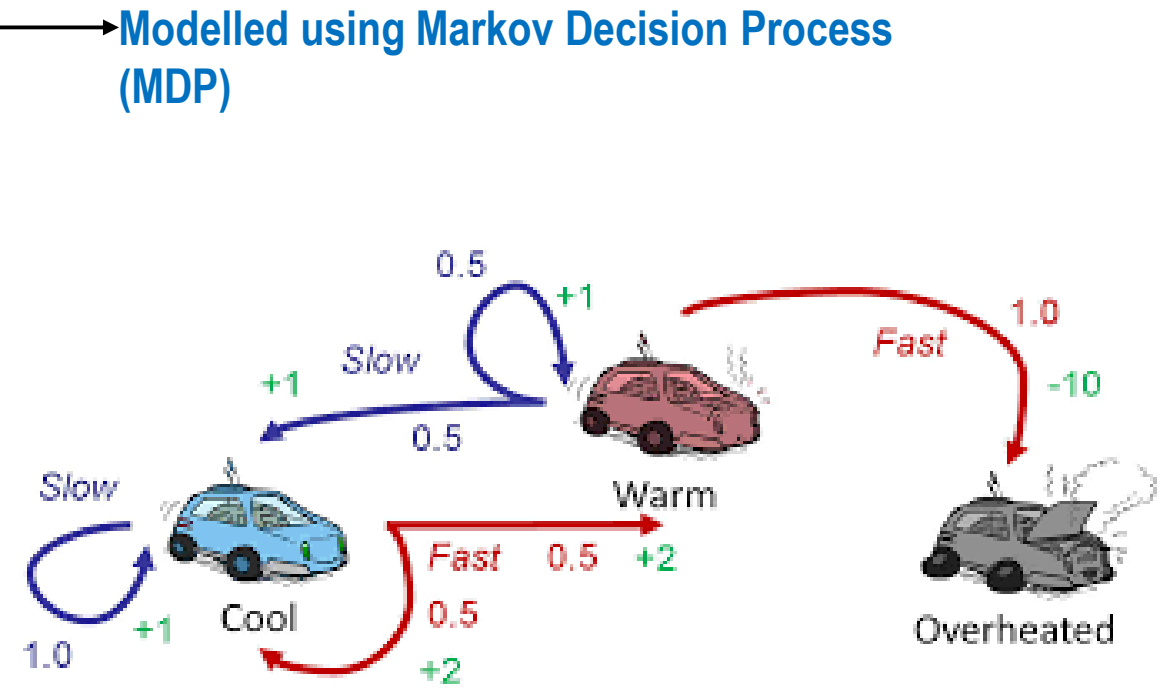 Modelled using Markov Decision Process
(MDP)
0.5
+1
Slow
+1
0.5
Fast
1.0
-10
Warm
Slow
1.0
+1
Cool
Fast 0.5 +2
0.5
+2
Overheated